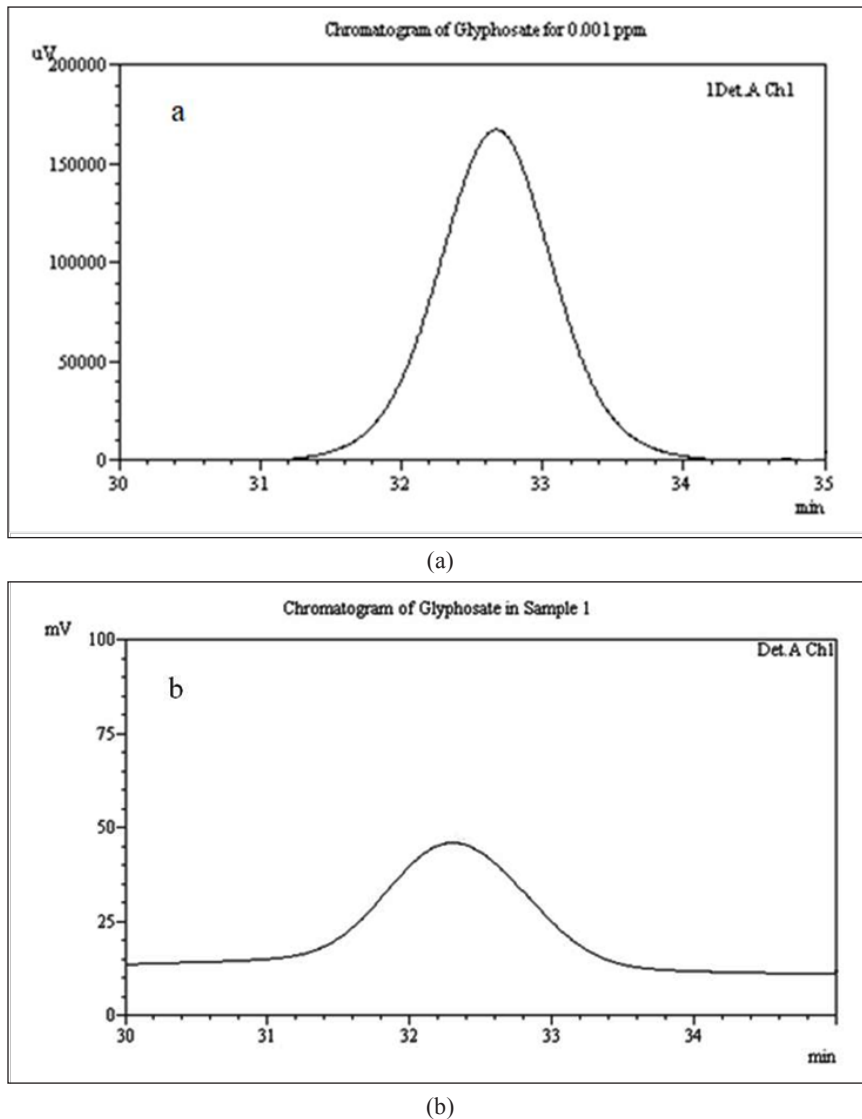 Chromatogram of Glyphosate for 0.001 ppm
uV
200000
1Det.A Ch1
a
150000
100000
50000
0
30 31 32 33 34 35
min
(a)
Chromatogram of Glyphosate in Sample 1
mV
100
Det.A Ch1
b
75
50
25
0
30 31 32 33 34
min
(b)